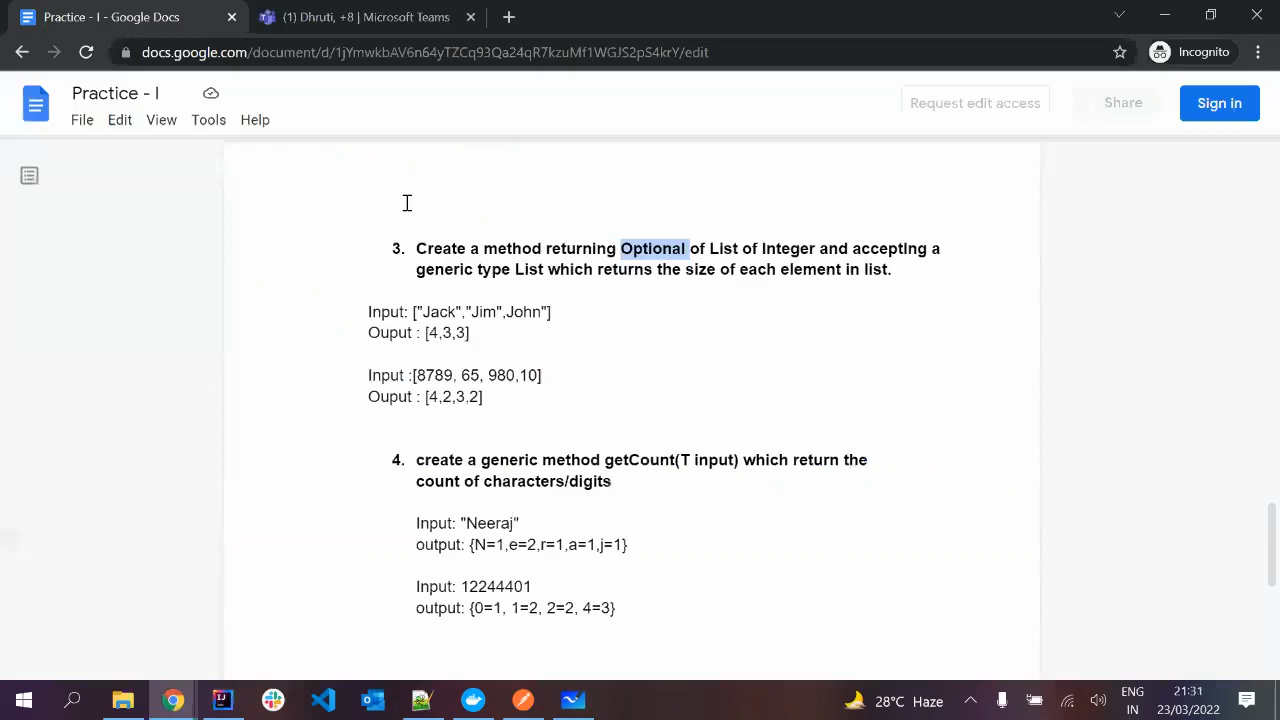 Practice - I - Google Docs
(1) Dhruti, +8 | Microsoft Teams
docs.google.com/document/d/1jYmwkbAV6n64yTZCq93Qa24qR7kzuMf1WGJS2pS4krY/edit
Incognito
Practice - I
File Edit View Tools Help
Request edit access
Share
Sign in
3. Create a method returning Optional of List of Integer and accepting a
generic type List which returns the size of each element in list.
Input: ["Jack","Jim",John"]
Ouput : [4,3,3]
Input :[8789, 65, 980,10]
Ouput : [4,2,3,2]
4. create a generic method getCount(T input) which return the
count of characters/digits
Input: "Neeraj"
output: {N=1,e=2,r=1,a=1,j=1}
Input: 12244401
output: {0=1, 1=2, 2=2, 4=3}
28°C Haze
ENG
IN
21:31
23/03/2022